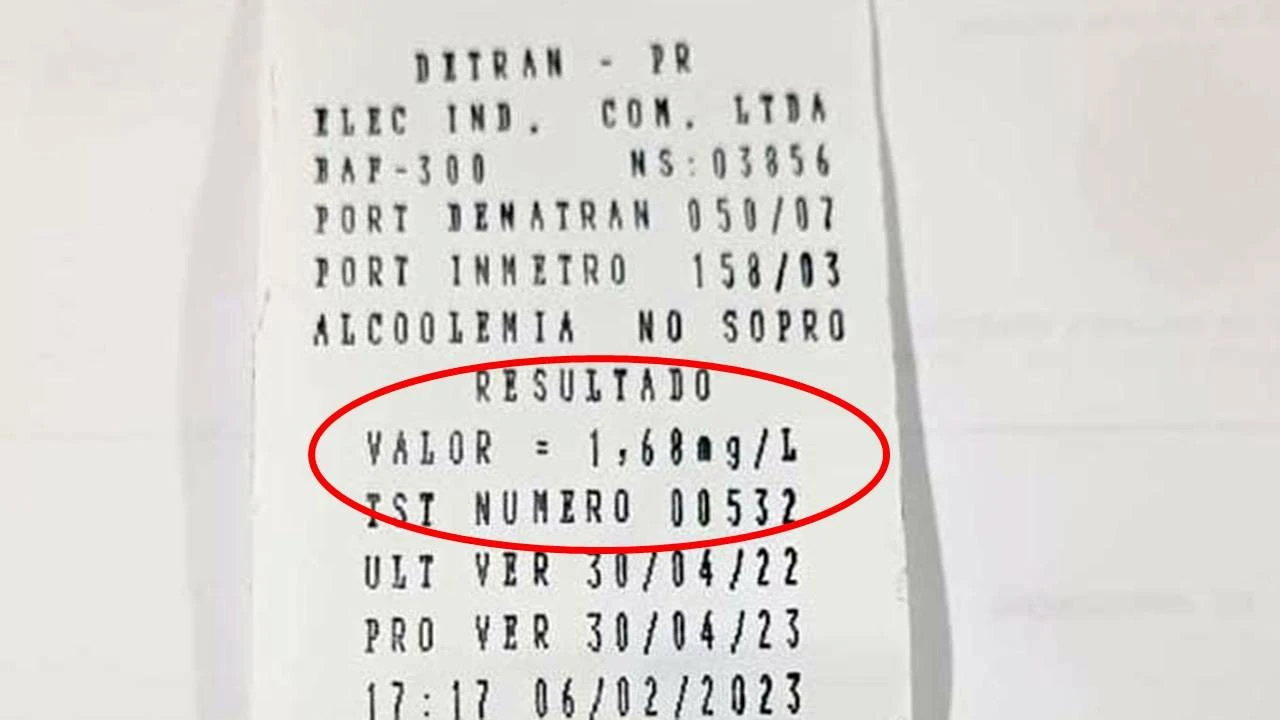 DETRAN - PR
ELEC IND. COM. LTDA
BAF-300 NS:03856
PORT DENATRAN 050/07
PORT INMETRO 158/03
ALCOOLEMIA NO SOPRO
RESULTADO
VALOR = 1,68mg/L
TST NUMERO 00532
ULT VER 30/04/22
PRO VER 30/04/23
17:17 06/02/2023